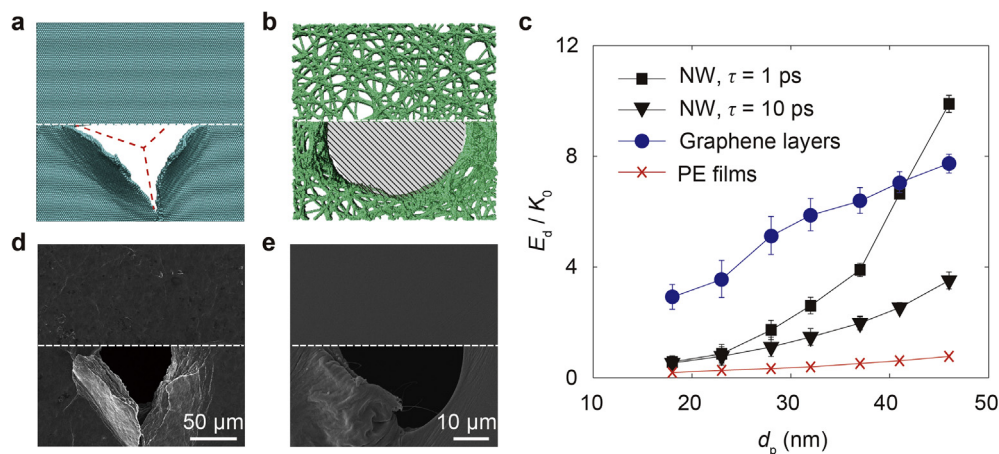 a
b
c
d
e
50 µm
10 µm
12
8
4
0
10
20
30
40
50
E_d / K_0
d_p (nm)
NW, τ = 1 ps
NW, τ = 10 ps
Graphene layers
PE films